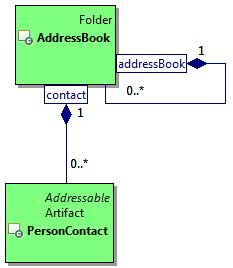 Folder
AddressBook
1
addressBook
contact
0..*
1
0..*
Addressable
Artifact
PersonContact